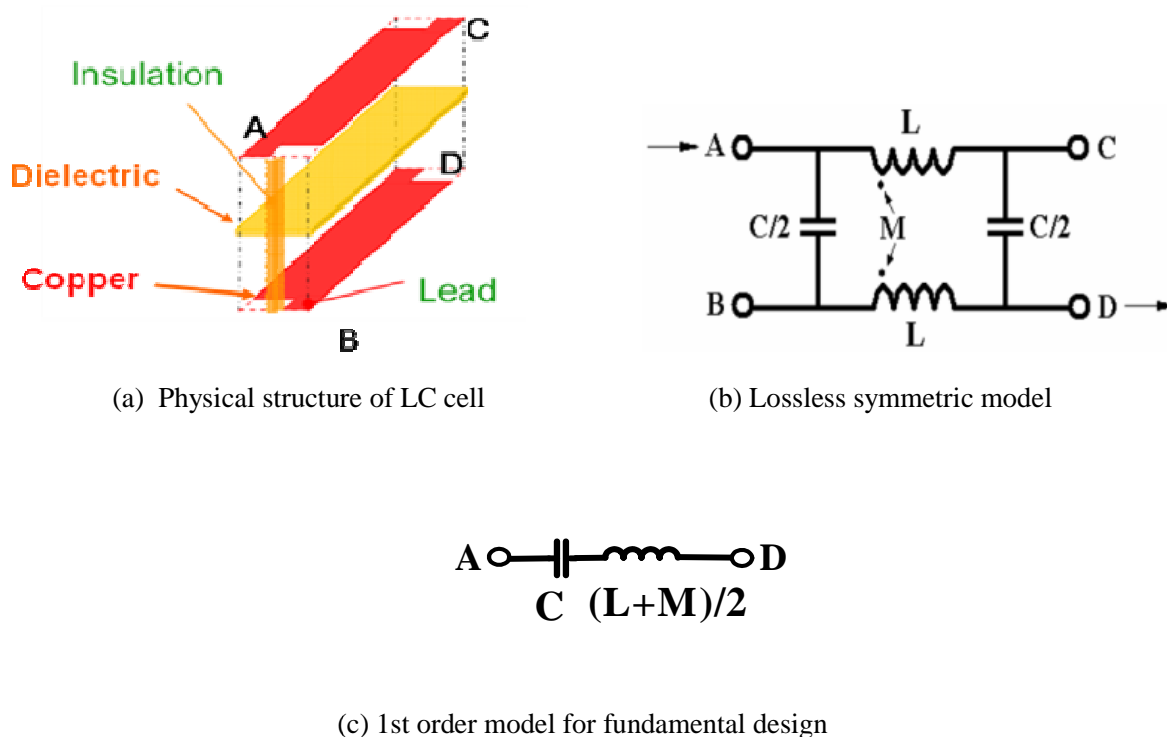 C
Insulation
A
D
Dielectric
Copper
Lead
B
(a) Physical structure of LC cell
L
A
C
C/2
M
C/2
B
D
L
(b) Lossless symmetric model
A
D
C (L+M)/2
(c) 1st order model for fundamental design